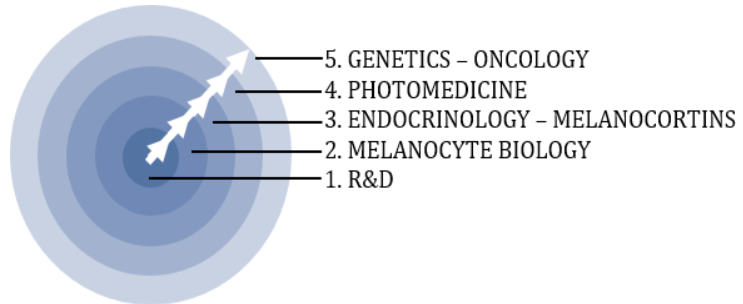 5. GENETICS – ONCOLOGY
4. PHOTOMEDICINE
3. ENDOCRINOLOGY – MELANOCORTINS
2. MELANOCYTE BIOLOGY
1. R&D